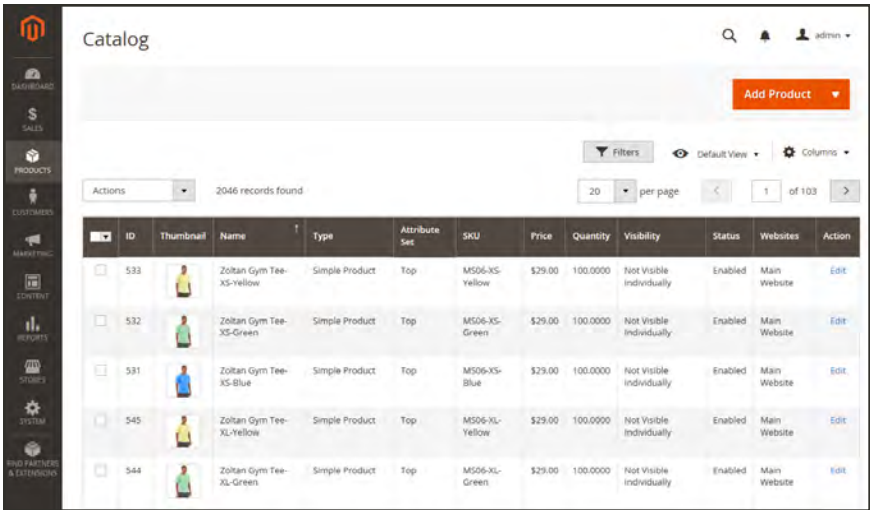 Catalog
admin
DASHBOARD
SALES
PRODUCTS
CUSTOMERS
MARKETING
CONTENT
REPORTS
STORES
SYSTEM
FIND PARTNERS
& EXTENSIONS
Add Product
Filters Default View Columns
Actions 2046 records found 20 per page 1 of 103
ID Thumbnail Name Type Attribute Set SKU Price Quantity Visibility Status Websites Action
533 Zoltan Gym Tee- Simple Product Top MS06-XS- $29.00 100.0000 Not Visible Enabled Main Edit
XS-Yellow Yellow Individually Website
532 Zoltan Gym Tee- Simple Product Top MS06-XS- $29.00 100.0000 Not Visible Enabled Main Edit
XS-Green Green Individually Website
531 Zoltan Gym Tee- Simple Product Top MS06-XS- $29.00 100.0000 Not Visible Enabled Main Edit
XS-Blue Blue Individually Website
545 Zoltan Gym Tee- Simple Product Top MS06-XL- $29.00 100.0000 Not Visible Enabled Main Edit
XL-Yellow Yellow Individually Website
544 Zoltan Gym Tee- Simple Product Top MS06-XL- $29.00 100.0000 Not Visible Enabled Main Edit
XL-Green Green Individually Website